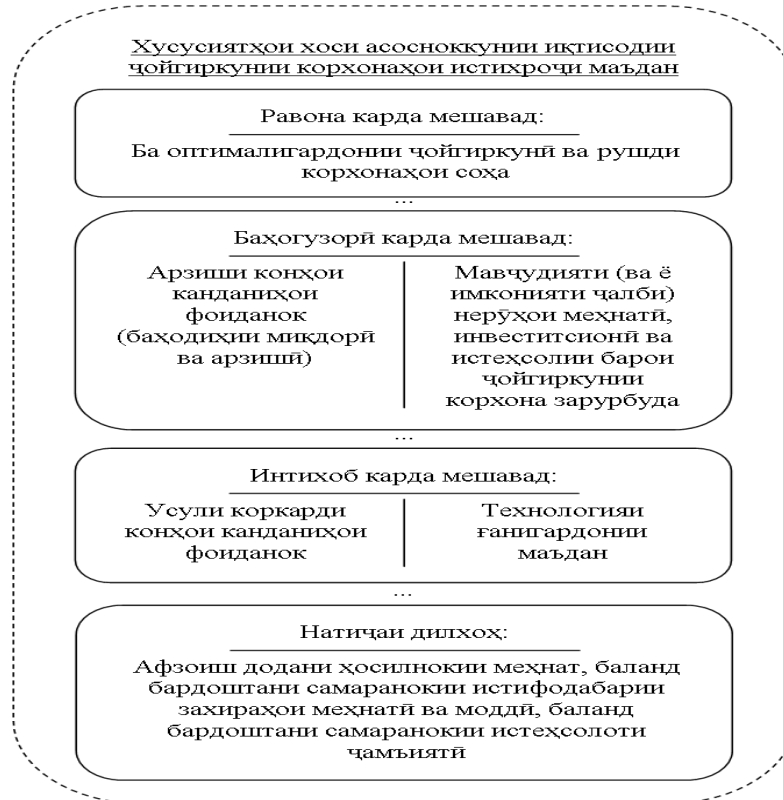 Хусусиятҳои хоси асосноккунии иқтисодии
ҷойгиркунии корхонаҳои истихроҷи маъдан
Равона карда мешавад:
Ба оптималигардонии ҷойгиркунӣ ва рушди
корхонаҳои соҳа
...
Баҳогузорӣ карда мешавад:
Арзиши конҳои
канданиҳои
фоиданок
(баҳодиҳии миқдорӣ
ва арзишӣ)
Мавҷудияти (ва ё
имконияти ҷалби)
нерӯҳои меҳнатӣ,
инвеститсионӣ ва
истеҳсолии барои
ҷойгиркунии
корхона зарурбуда
...
Интихоб карда мешавад:
Усули коркарди
конҳои канданиҳои
фоиданок
Технологияи
ғанигардонии
маъдан
...
Натиҷаи дилхоҳ:
Афзоиш додани ҳосилнокии меҳнат, баланд
бардоштани самаранокии истифодабарии
захираҳои меҳнатӣ ва моддӣ, баланд
бардоштани самаранокии истеҳсолоти
ҷамъиятӣ